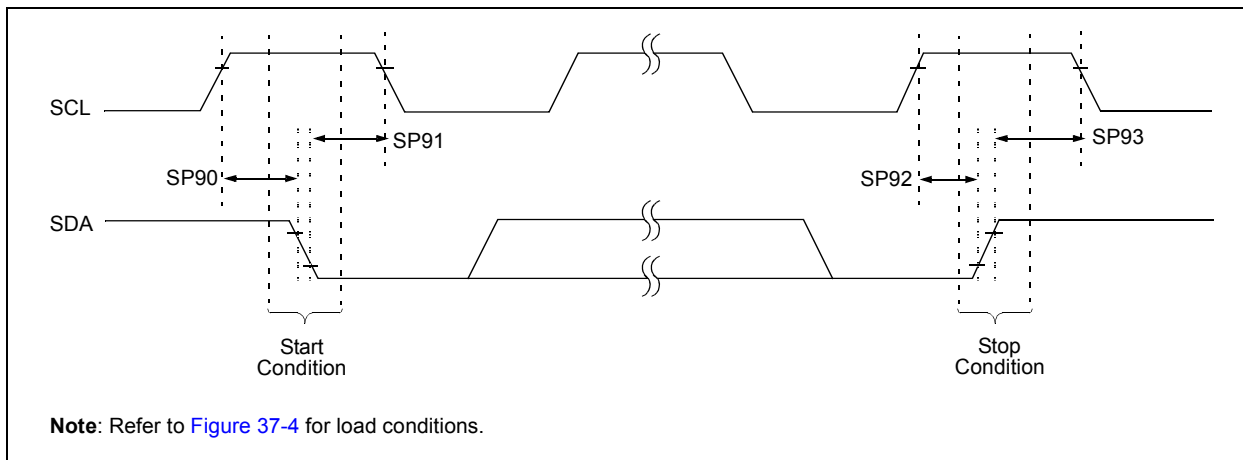 SCL
SP91
SP93
SP90
SP92
SDA
Start
Condition
Stop
Condition
Note: Refer to Figure 37-4 for load conditions.